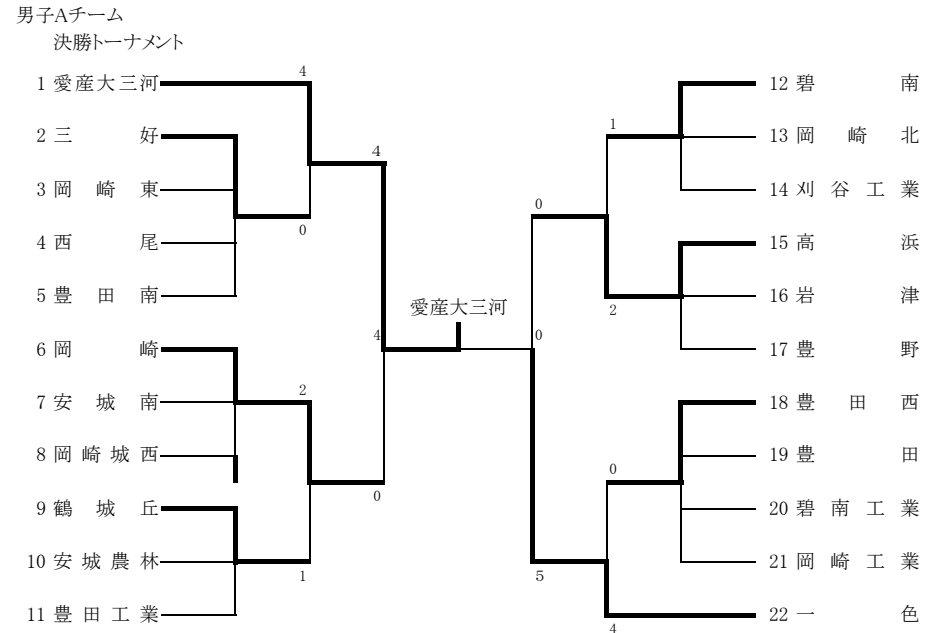 男子Aチーム
決勝トーナメント
1 愛産大三河
2 三 好
3 岡 崎 東
4 西 尾
5 豊 田 南
6 岡 崎
7 安 城 南
8 岡 崎 城 西
9 鶴 城 丘
10 安 城 農 林
11 豊 田 工 業
4
0
2
1
4
0
4
愛産大三河
0
0
5
1
2
0
4
12 碧 南
13 岡 崎 北
14 刈 谷 工 業
15 高 浜
16 岩 津
17 豊 野
18 豊 田 西
19 豊 田
20 碧 南 工 業
21 岡 崎 工 業
22 一 色